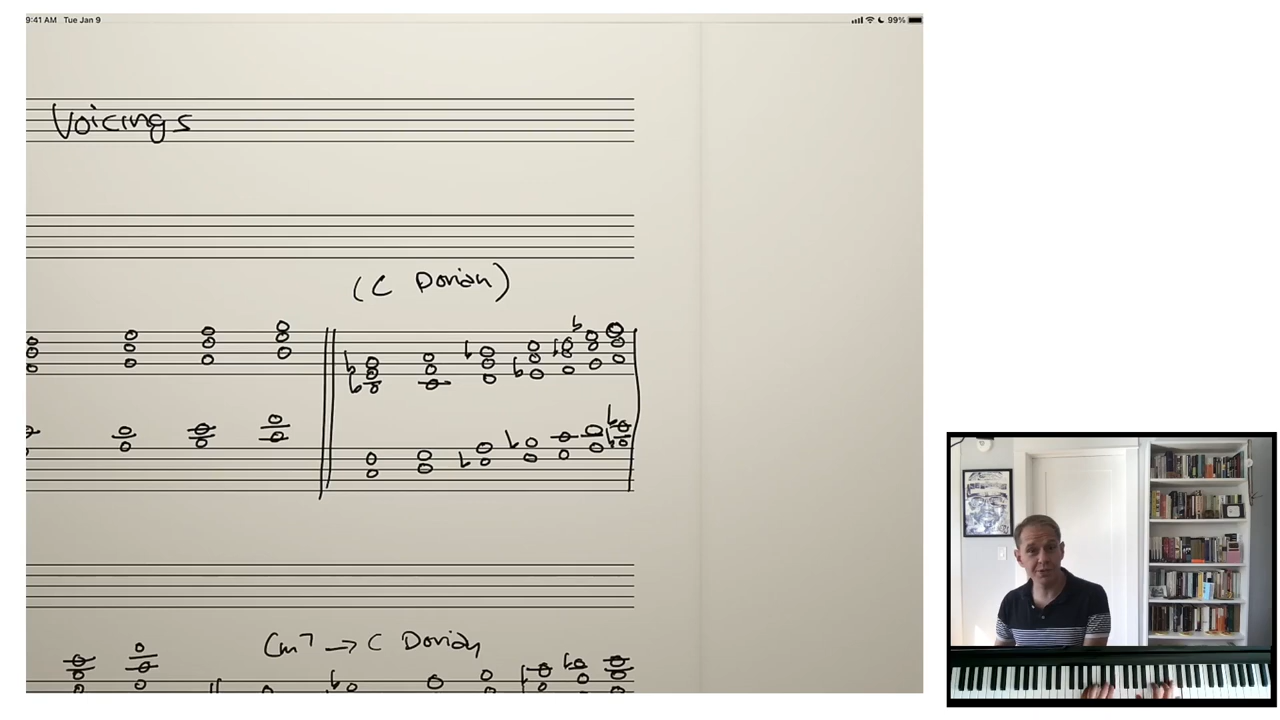 9:41 AM Tue Jan 9 99%
Voicings
(C Dorian)
Cm7 → C Dorian